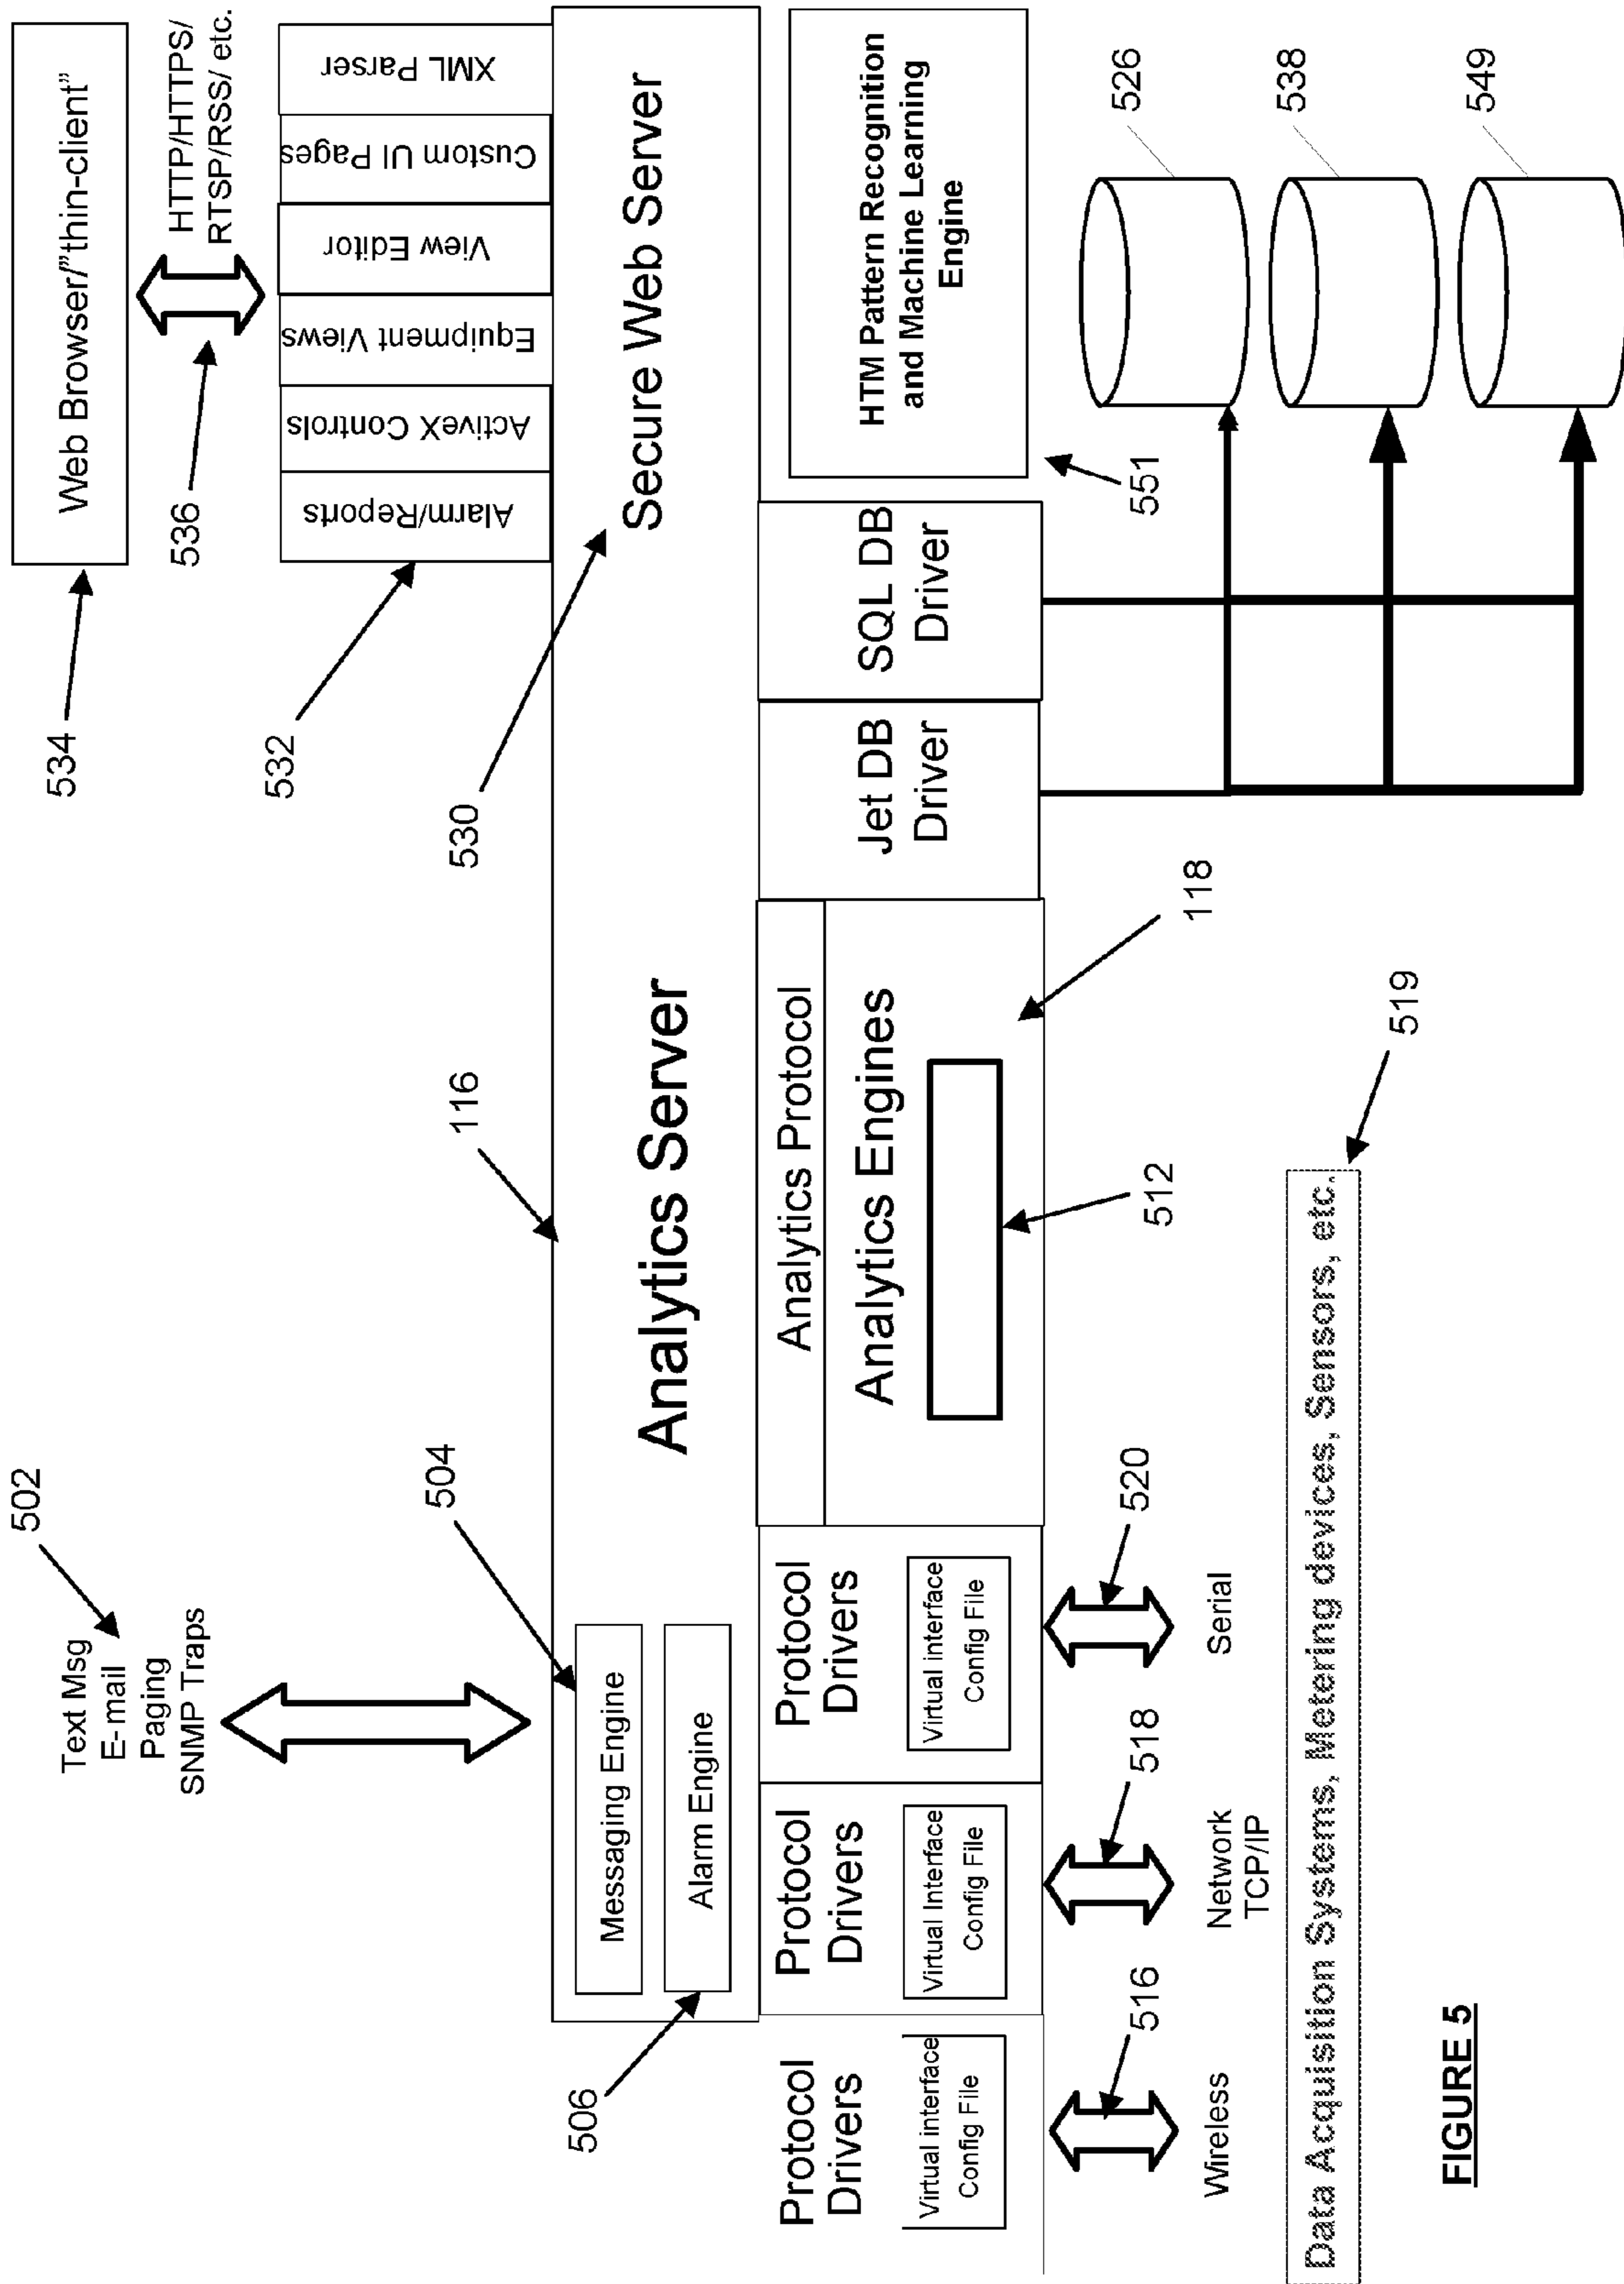 502
Text Msg
E-mail
Paging
SNMP Traps
534
Web Browser/”thin-client”
536
HTTP/HTTPS/
RTSP/RSS/ etc.
532
Alarm/Reports
ActiveX Controls
Equipment Views
View Editor
Custom UI Pages
XML Parser
504
116
530
Messaging Engine
Alarm Engine
506
Analytics Server
Secure Web Server
Protocol
Drivers
Virtual interface
Config File
Protocol
Drivers
Virtual Interface
Config File
Protocol
Drivers
Virtual interface
Config File
Analytics Protocol
Analytics Engines
Jet DB
Driver
SQL DB
Driver
HTM Pattern Recognition
and Machine Learning
Engine
551
516
518
520
512
118
Wireless
Network
TCP/IP
Serial
526
538
549
Data Acquisition Systems, Metering devices, Sensors, etc.
519
FIGURE 5